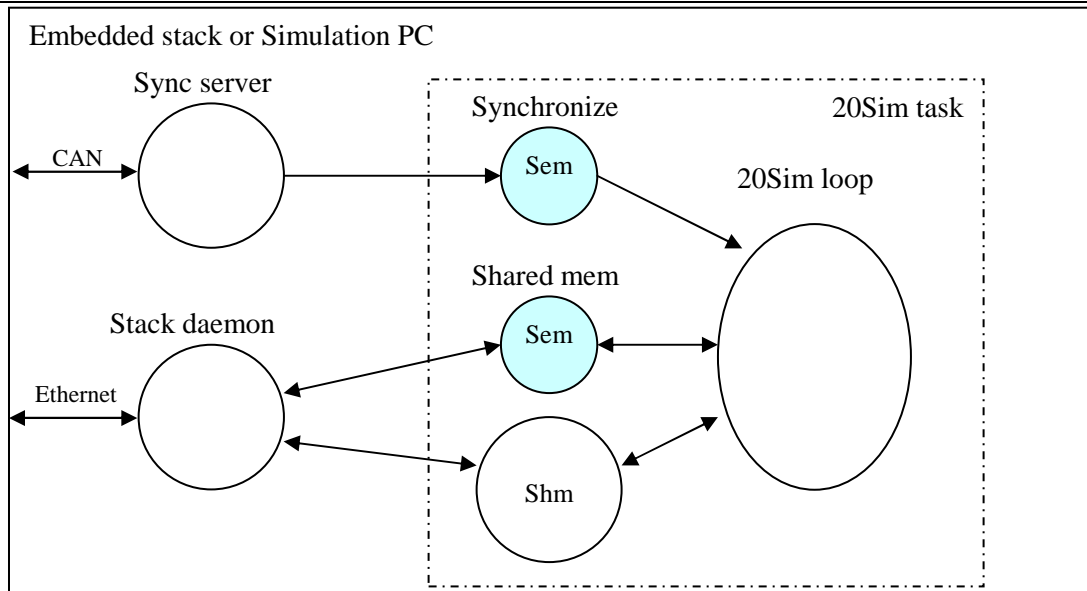 Embedded stack or Simulation PC
Sync server
Synchronize
20Sim task
CAN
Sem
20Sim loop
Shared mem
Stack daemon
Sem
Ethernet
Shm